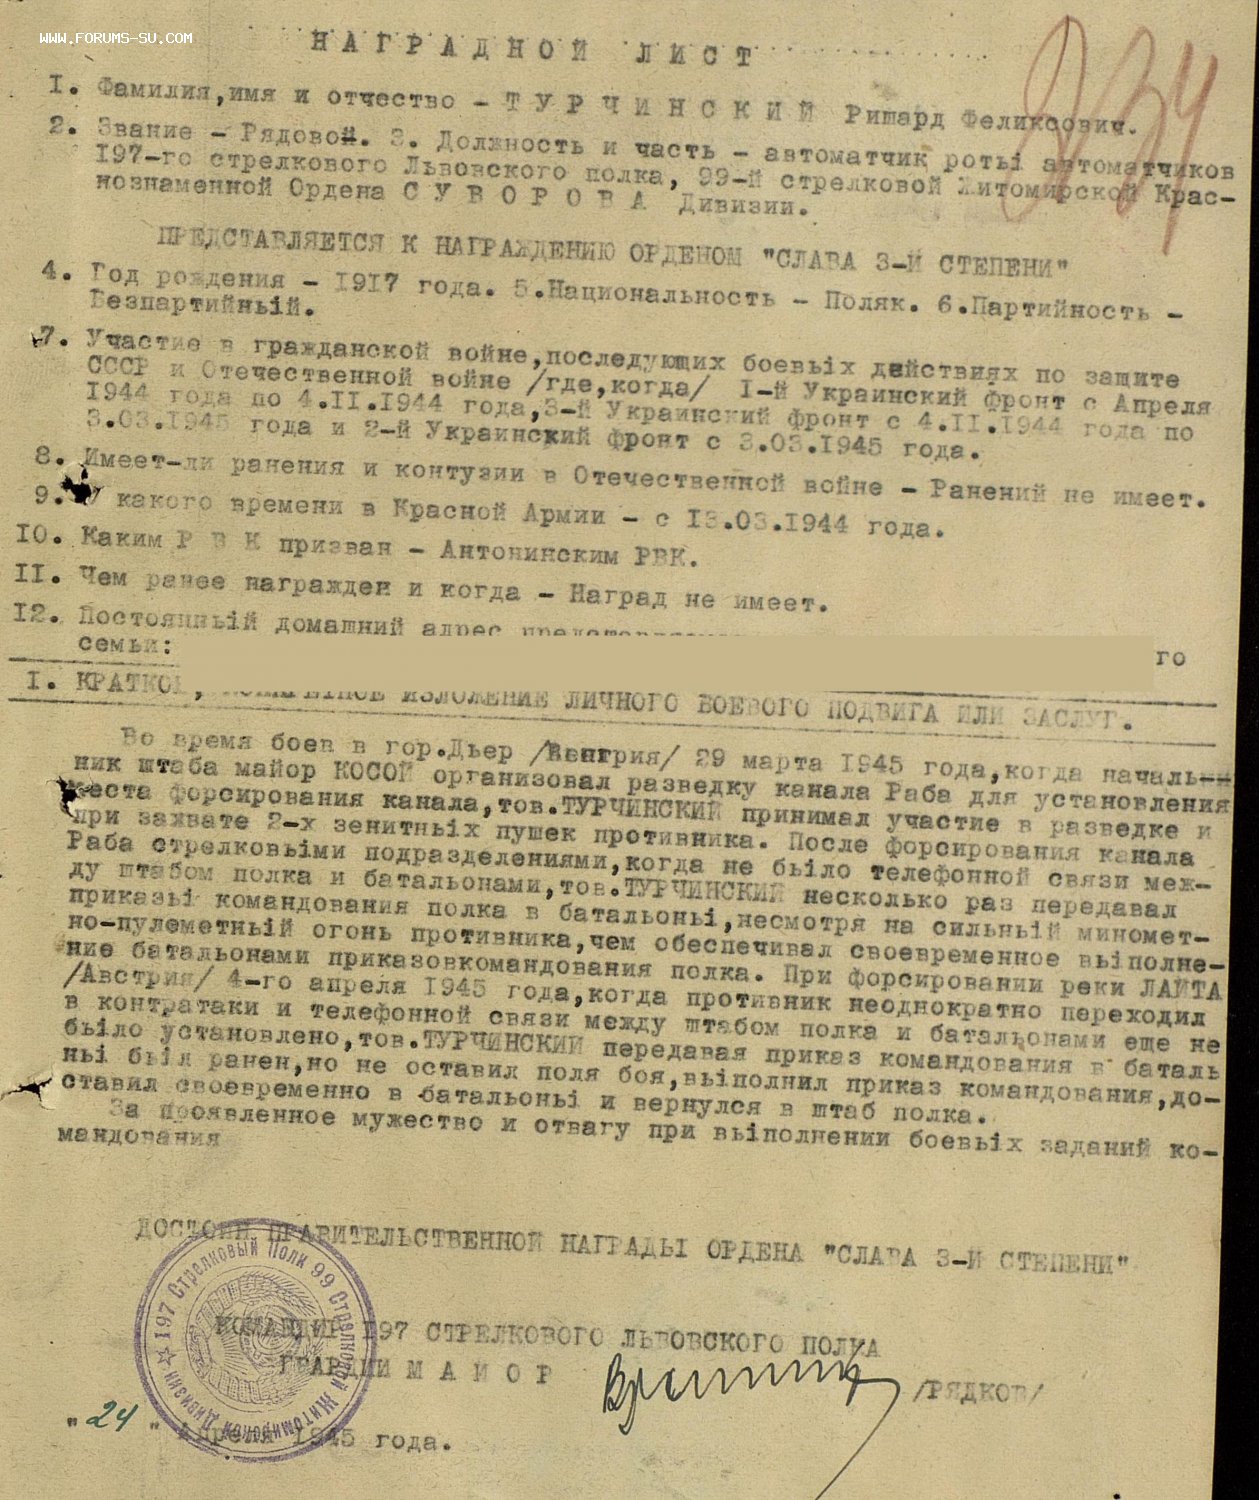 WWW.FORUMS-SU.COM
234
НАГРАДНОЙ ЛИСТ
I. Фамилия,имя и отчество - ТУРЧИНСКИЙ Ришард Феликсович.
2. Звание - Рядовой. 3. Должность и часть - автоматчик роты автоматчиков
197-го стрелкового Львовского полка, 99-й стрелковой Житомирской Крас-
нознаменной Ордена СУВОРОВА Дивизии.
ПРЕДСТАВЛЯЕТСЯ К НАГРАЖДЕНИЮ ОРДЕНОМ "СЛАВА 3-Й СТЕПЕНИ"
4. Год рождения - 1917 года. 5.Национальность - Поляк. 6.Партийность -
Безпартийный.
7. Участие в гражданской войне,последующих боевых действиях по защите
СССР и Отечественной войне /где,когда/ I-й Украинский фронт с Апреля
1944 года по 4.II.1944 года,3-й Украинский фронт с 4.II.1944 года по
3.03.1945 года и 2-й Украинский фронт с 3.03.1945 года.
8. Имеет-ли ранения и контузии в Отечественной войне - Ранений не имеет.
9. какого времени в Красной Армии - с 13.03.1944 года.
10. Каким Р В К призван - Антонинским РВК.
II. Чем ранее награжден и когда - Наград не имеет.
12. Постоянный домашний адрес
семьи: го
I. КРАТКОЕ, КОНКРЕТНОЕ ИЗЛОЖЕНИЕ ЛИЧНОГО БОЕВОГО ПОДВИГА ИЛИ ЗАСЛУГ.
Во время боев в гор.Дьер /Венгрия/ 29 марта 1945 года,когда началь-
ник штаба майор КОСОЙ организовал разведку канала Раба для установления
места форсирования канала,тов.ТУРЧИНСКИЙ принимал участие в разведке и
при захвате 2-х зенитных пушек противника. После форсирования канала
Раба стрелковыми подразделениями,когда не было телефонной связи меж-
ду штабом полка и батальонами,тов.ТУРЧИНСКИЙ несколько раз передавал
приказы командования полка в батальоны,несмотря на сильный миномет-
но-пулеметный огонь противника,чем обеспечивал своевременное выполне-
ние батальонами приказовкомандования полка. При форсировании реки ЛАЙТА
/Австрия/ 4-го апреля 1945 года,когда противник неоднократно переходил
в контратаки и телефонной связи между штабом полка и батальонами еще не
было установлено,тов.ТУРЧИНСКИЙ передавая приказ командования в баталь
ны был ранен,но не оставил поля боя,выполнил приказ командования,до-
ставил своевременно в батальоны и вернулся в штаб полка.
За проявленное мужество и отвагу при выполнении боевых заданий ко-
мандования
ДОСТОИН ПРАВИТЕЛЬСТВЕННОЙ НАГРАДЫ ОРДЕНА "СЛАВА 3-Й СТЕПЕНИ"
КОМАНДИР 197 СТРЕЛКОВОГО ЛЬВОВСКОГО ПОЛКА
ГВАРДИИ МАЙОР /РЯДКОВ/
"24" Апреля 1945 года.
197 Стрелковый Полк 99 Стрелковой Житомирской Дивизии